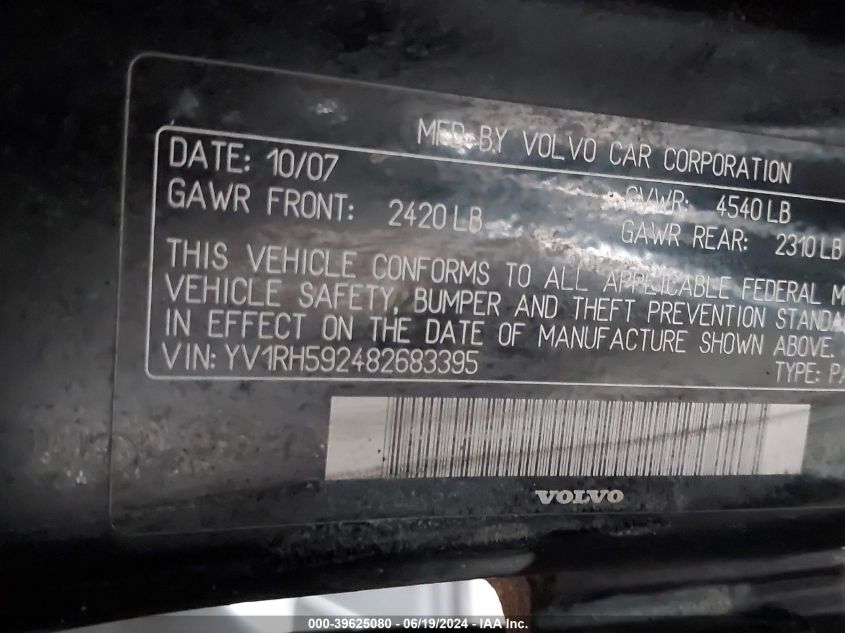 MFD BY VOLVO CAR CORPORATION
DATE: 10/07 GVWR: 4540 LB
GAWR FRONT: 2420 LB GAWR REAR: 2310 LB
THIS VEHICLE CONFORMS TO ALL APPLICABLE FEDERAL M
VEHICLE SAFETY, BUMPER AND THEFT PREVENTION STANDA
IN EFFECT ON THE DATE OF MANUFACTURE SHOWN ABOVE.
VIN: YV1RH592482683395 TYPE: PA
VOLVO
000-39625080 - 06/19/2024 - IAA Inc.